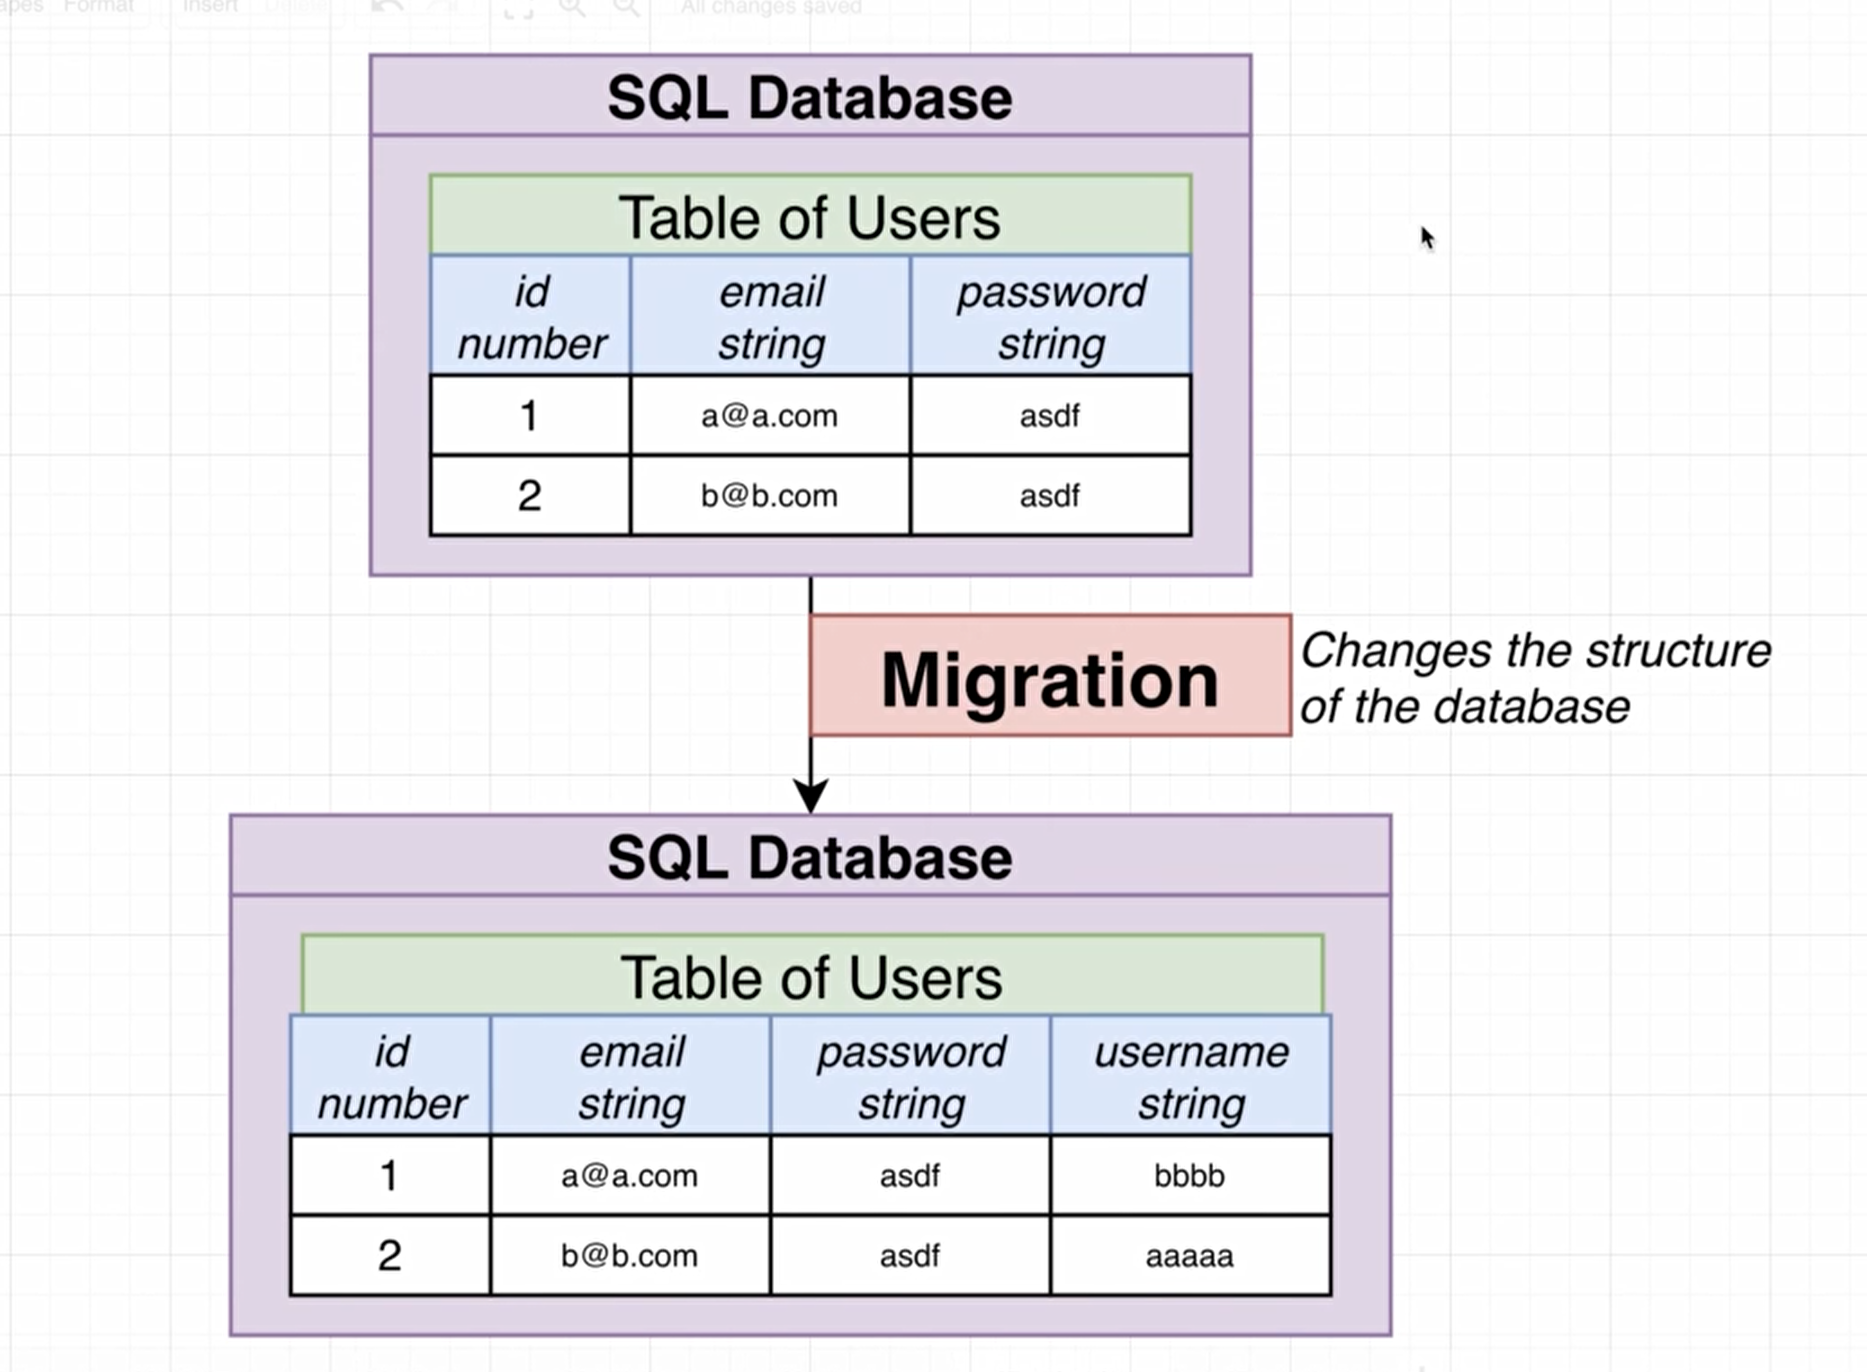 Format Insert Delete All changes saved
SQL Database
Table of Users
id email password
number string string
1 a@a.com asdf
2 b@b.com asdf
Migration
Changes the structure
of the database
SQL Database
Table of Users
id email password username
number string string string
1 a@a.com asdf bbbb
2 b@b.com asdf aaaaa